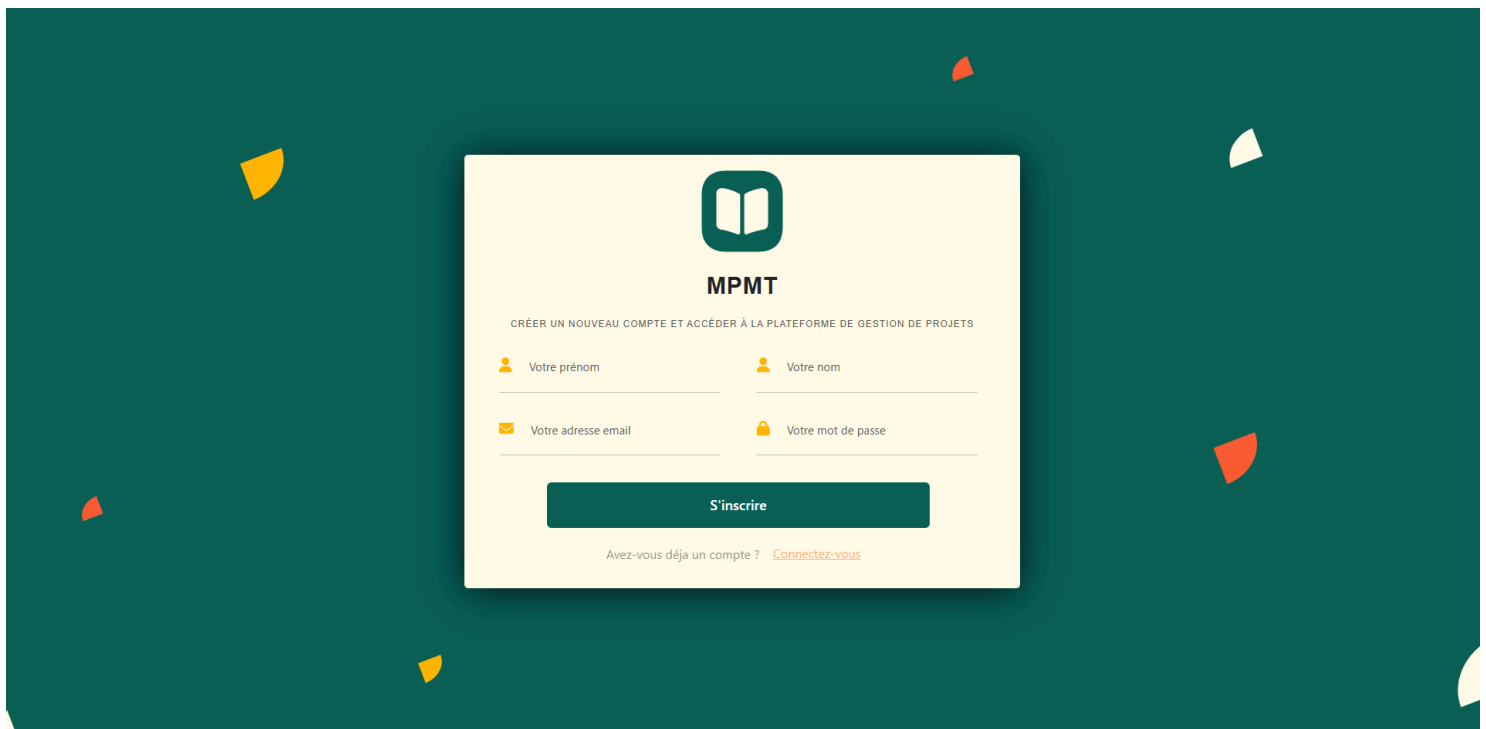 MPMT
CRÉER UN NOUVEAU COMPTE ET ACCÉDER À LA PLATEFORME DE GESTION DE PROJETS
Votre prénom
Votre nom
Votre adresse email
Votre mot de passe
S'inscrire
Avez-vous déja un compte ? Connectez-vous